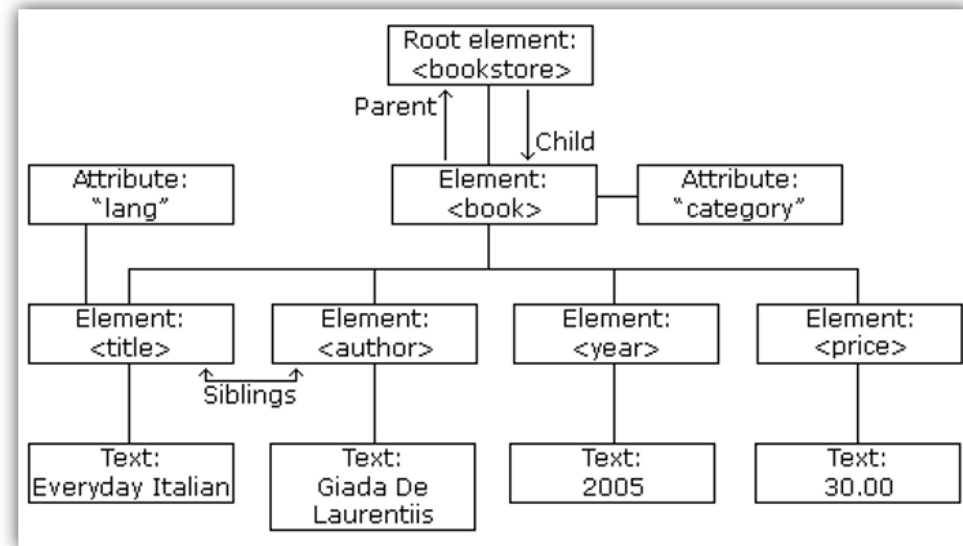 Root element:
<bookstore>
Parent
Child
Attribute:
“lang”
Element:
<book>
Attribute:
“category”
Element:
<title>
Element:
<author>
Element:
<year>
Element:
<price>
Siblings
Text:
Everyday Italian
Text:
Giada De
Laurentiis
Text:
2005
Text:
30.00